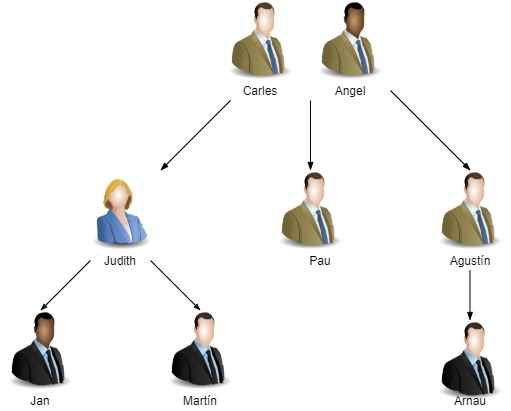 Carles
Angel
Judith
Pau
Agustín
Jan
Martín
Arnau